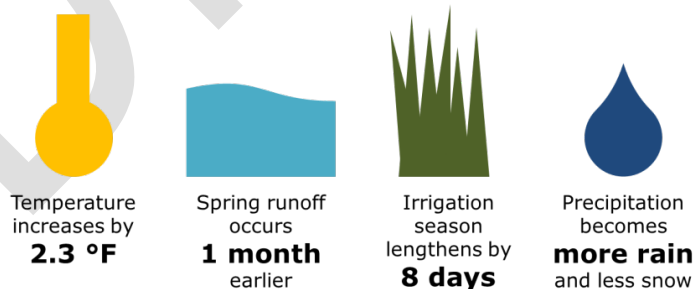 Temperature
increases by
2.3 °F
Spring runoff
occurs
1 month
earlier
Irrigation
season
lengthens by
8 days
Precipitation
becomes
more rain
and less snow